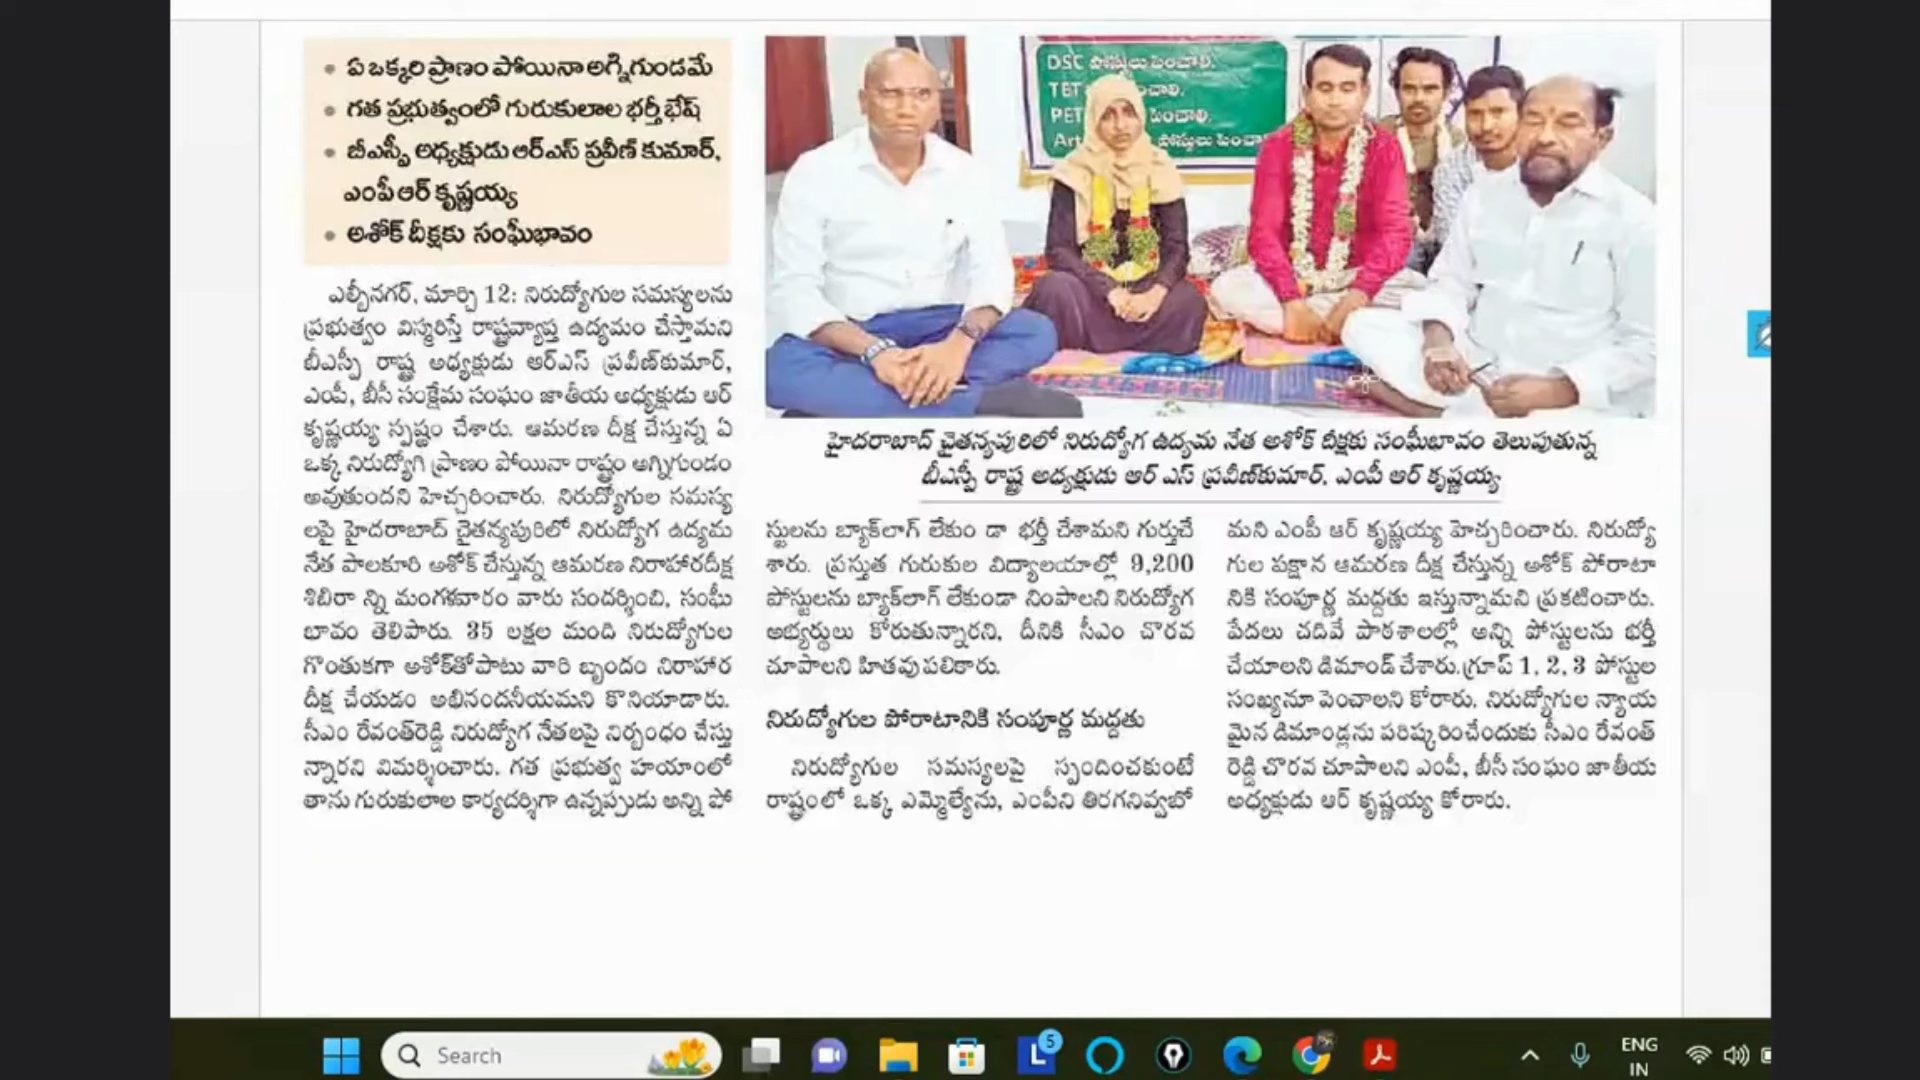 ఏ ఒక్కరి ప్రాణం పోయినా అగ్నిగుండమే
గత ప్రభుత్వంలో గురుకులాల భర్తీ భేష్
బీఎస్పీ అధ్యక్షుడు ఆర్ఎస్ ప్రవీణ్ కుమార్,
ఎంపీ ఆర్ కృష్ణయ్య
అశోక్ దీక్షకు సంఘీభావం
ఎల్బీనగర్, మార్చి 12: నిరుద్యోగుల సమస్యలను
ప్రభుత్వం విస్మరిస్తే రాష్ట్రవ్యాప్త ఉద్యమం చేస్తామని
బీఎస్పీ రాష్ట్ర అధ్యక్షుడు ఆర్ఎస్ ప్రవీణ్‌కుమార్,
ఎంపీ, బీసీ సంక్షేమ సంఘం జాతీయ అధ్యక్షుడు ఆర్
కృష్ణయ్య స్పష్టం చేశారు. ఆమరణ దీక్ష చేస్తున్న ఏ
ఒక్క నిరుద్యోగి ప్రాణం పోయినా రాష్ట్రం అగ్నిగుండం
అవుతుందని హెచ్చరించారు. నిరుద్యోగుల సమస్య
లపై హైదరాబాద్ చైతన్యపురిలో నిరుద్యోగ ఉద్యమ
నేత పాలకూరి అశోక్ చేస్తున్న ఆమరణ నిరాహారదీక్ష
శిబిరా న్ని మంగళవారం వారు సందర్శించి, సంఘీ
భావం తెలిపారు. 35 లక్షల మంది నిరుద్యోగుల
గొంతుకగా అశోక్‌తోపాటు వారి బృందం నిరాహార
దీక్ష చేయడం అభినందనీయమని కొనియాడారు.
సీఎం రేవంత్‌రెడ్డి నిరుద్యోగ నేతలపై నిర్బంధం చేస్తు
న్నారని విమర్శించారు. గత ప్రభుత్వ హయాంలో
తాను గురుకులాల కార్యదర్శిగా ఉన్నప్పుడు అన్ని పో
DSC పోస్టులు పెంచాలి.
TET చాలి.
PET పెంచాలి.
Art పోస్టులు పెంచా
హైదరాబాద్ చైతన్యపురిలో నిరుద్యోగ ఉద్యమ నేత అశోక్ దీక్షకు సంఘీభావం తెలుపుతున్న
బీఎస్పీ రాష్ట్ర అధ్యక్షుడు ఆర్ ఎస్ ప్రవీణ్‌కుమార్, ఎంపీ ఆర్ కృష్ణయ్య
స్టులను బ్యాక్‌లాగ్ లేకుం డా భర్తీ చేశామని గుర్తుచే
శారు. ప్రస్తుత గురుకుల విద్యాలయాల్లో 9,200
పోస్టులను బ్యాక్‌లాగ్ లేకుండా నింపాలని నిరుద్యోగ
అభ్యర్థులు కోరుతున్నారని, దీనికి సీఎం చొరవ
చూపాలని హితవు పలికారు.
నిరుద్యోగుల పోరాటానికి సంపూర్ణ మద్దతు
నిరుద్యోగుల సమస్యలపై స్పందించకుంటే
రాష్ట్రంలో ఒక్క ఎమ్మెల్యేను, ఎంపీని తిరగనివ్వబో
మని ఎంపీ ఆర్ కృష్ణయ్య హెచ్చరించారు. నిరుద్యో
గుల పక్షాన ఆమరణ దీక్ష చేస్తున్న అశోక్ పోరాటా
నికి సంపూర్ణ మద్దతు ఇస్తున్నామని ప్రకటించారు.
పేదలు చదివే పాఠశాలల్లో అన్ని పోస్టులను భర్తీ
చేయాలని డిమాండ్ చేశారు. గ్రూప్ 1, 2, 3 పోస్టుల
సంఖ్యనూ పెంచాలని కోరారు. నిరుద్యోగుల న్యాయ
మైన డిమాండ్లను పరిష్కరించేందుకు సీఎం రేవంత్
రెడ్డి చొరవ చూపాలని ఎంపీ, బీసీ సంఘం జాతీయ
అధ్యక్షుడు ఆర్ కృష్ణయ్య కోరారు.
Search
5
ENG
IN